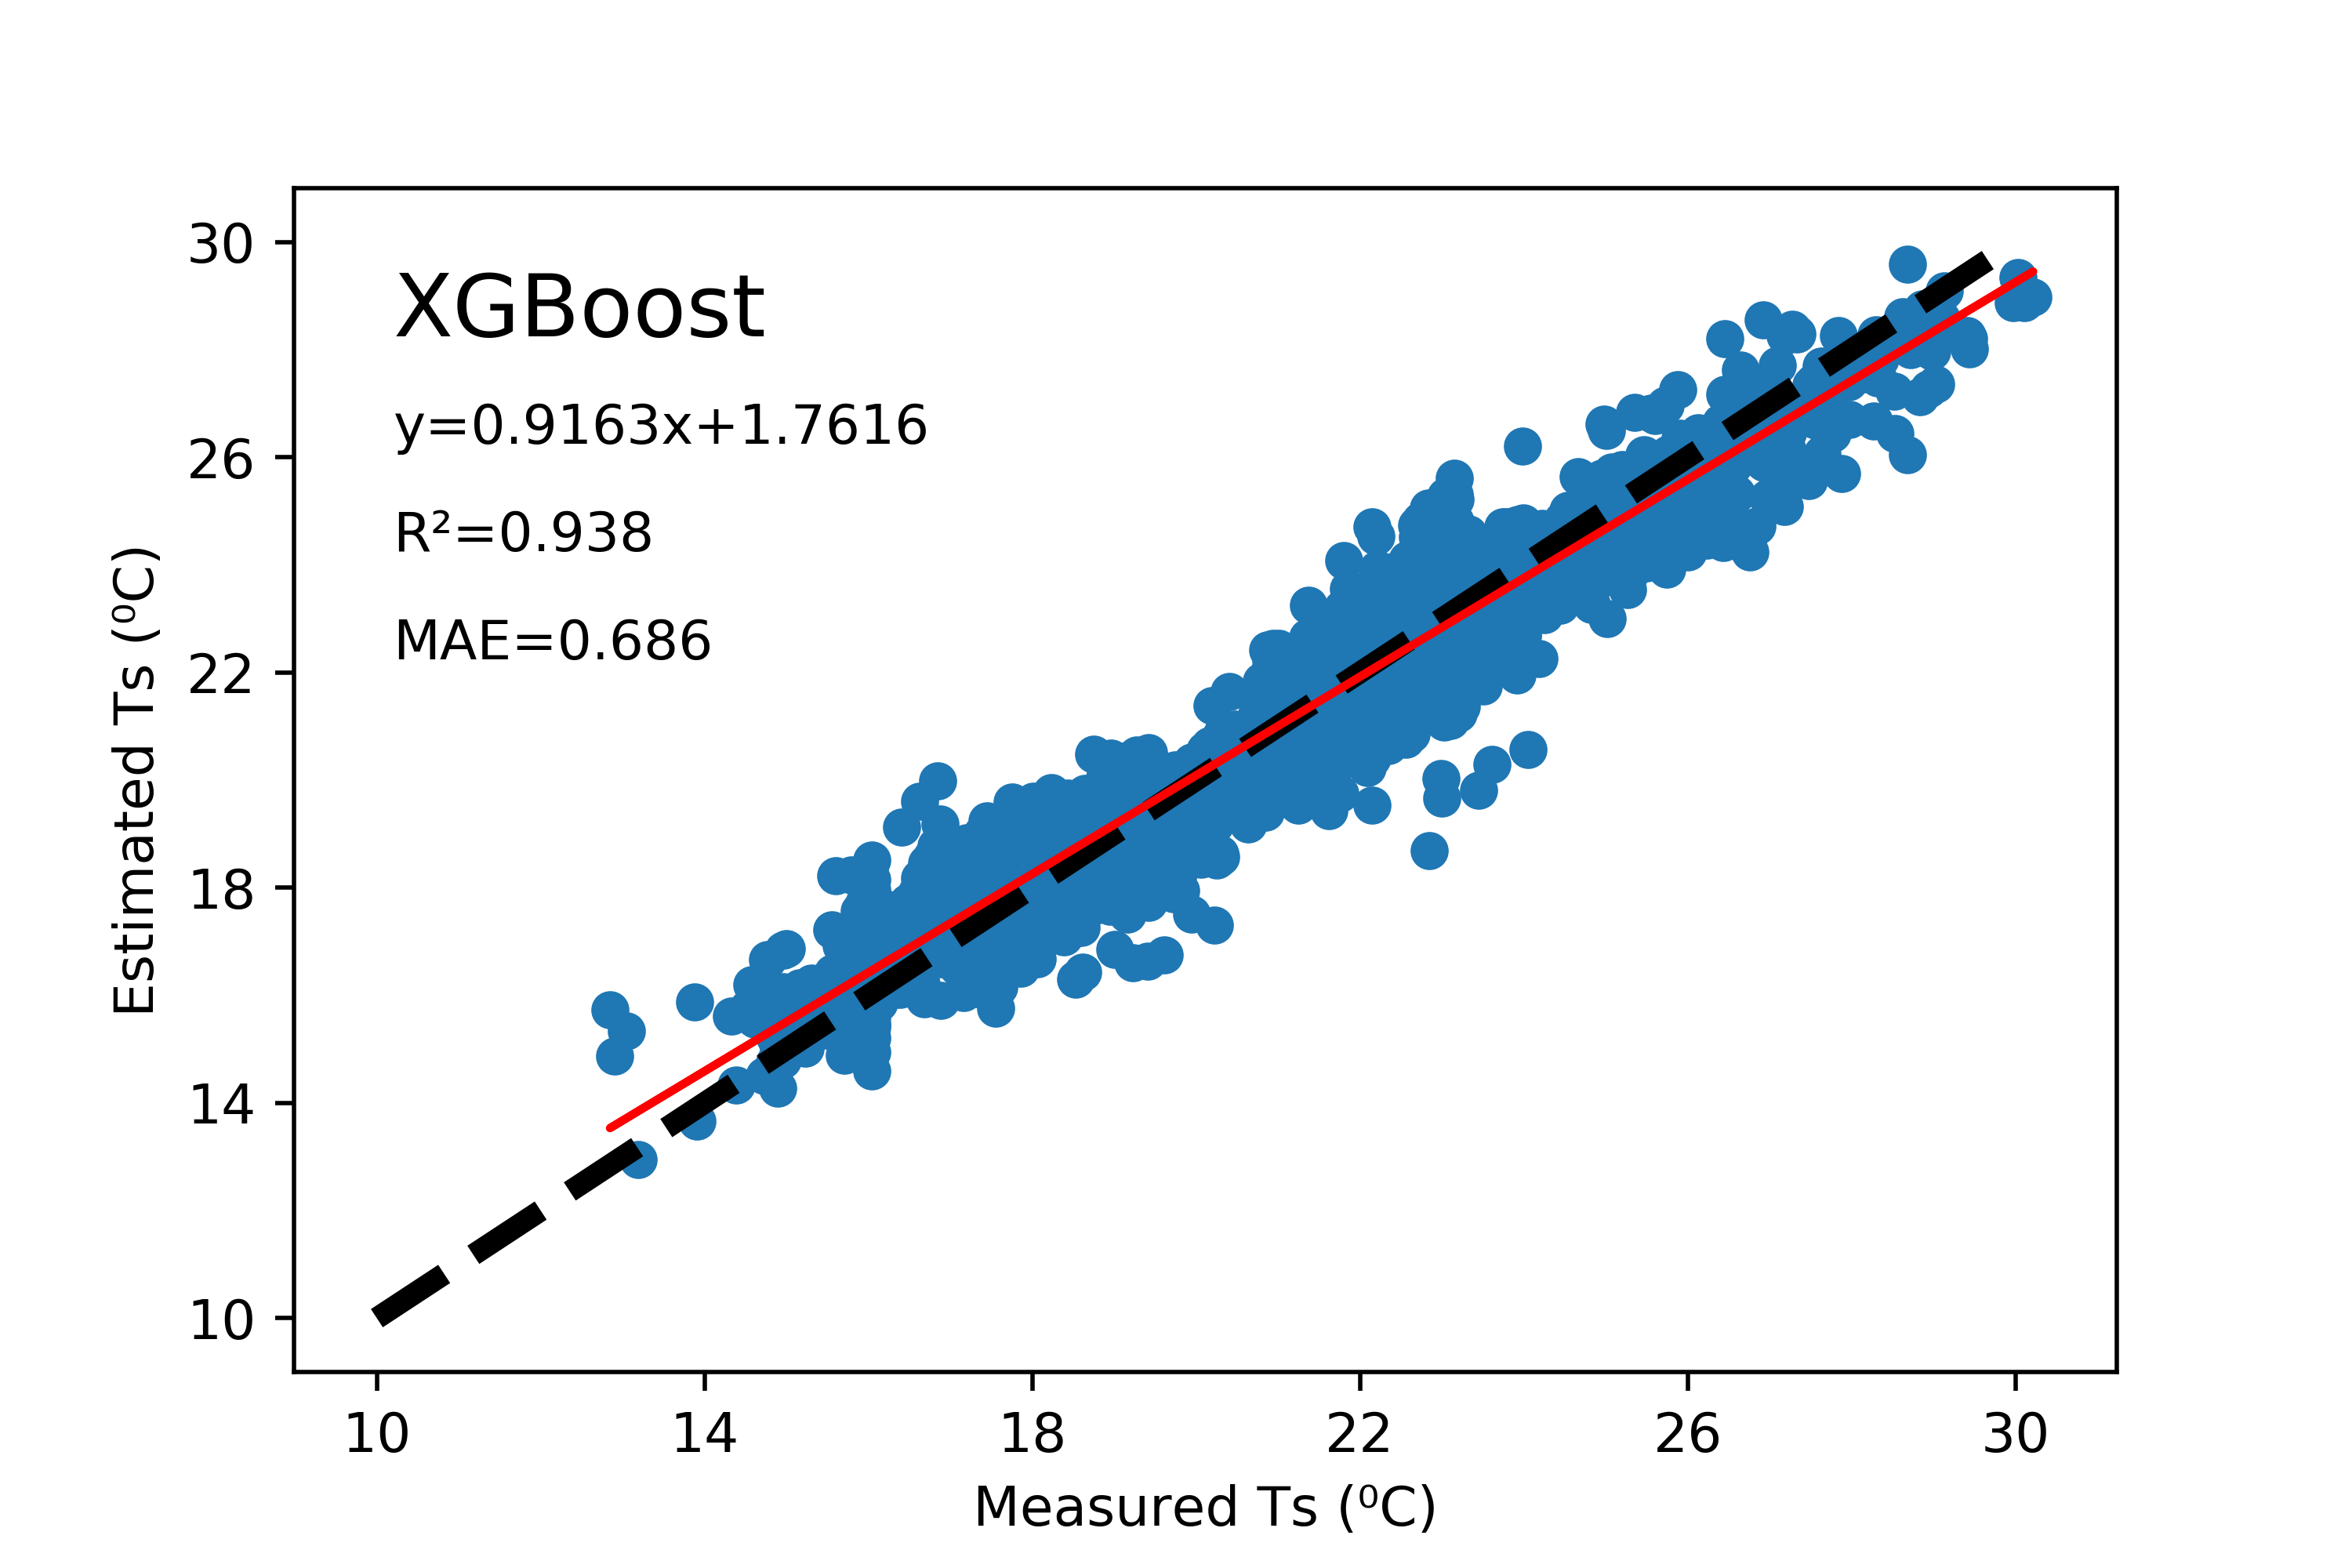 XGBoost
y=0.9163x+1.7616
R²=0.938
MAE=0.686
Estimated Ts (⁰C)
30
26
22
18
14
10
10 14 18 22 26 30
Measured Ts (⁰C)